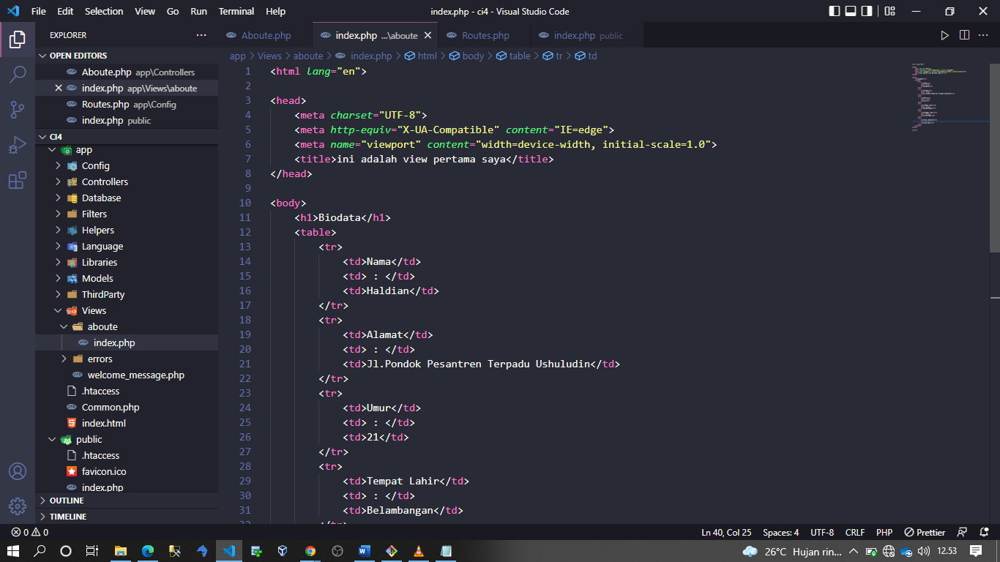 File Edit Selection View Go Run Terminal Help index.php - ci4 - Visual Studio Code
EXPLORER
Aboute.php index.php ...\aboute Routes.php index.php public
OPEN EDITORS
Aboute.php app\Controllers
index.php app\Views\aboute
Routes.php app\Config
index.php public
CI4
app
Config
Controllers
Database
Filters
Helpers
Language
Libraries
Models
ThirdParty
Views
aboute
index.php
errors
welcome_message.php
.htaccess
Common.php
index.html
public
.htaccess
favicon.ico
index.php
OUTLINE
TIMELINE
app > Views > aboute > index.php > html > body > table > tr > td
1 <html lang="en">
2
3 <head>
4 <meta charset="UTF-8">
5 <meta http-equiv="X-UA-Compatible" content="IE=edge">
6 <meta name="viewport" content="width=device-width, initial-scale=1.0">
7 <title>ini adalah view pertama saya</title>
8 </head>
9
10 <body>
11 <h1>Biodata</h1>
12 <table>
13 <tr>
14 <td>Nama</td>
15 <td> : </td>
16 <td>Haldian</td>
17 </tr>
18 <tr>
19 <td>Alamat</td>
20 <td> : </td>
21 <td>Jl.Pondok Pesantren Terpadu Ushuludin</td>
22 </tr>
23 <tr>
24 <td>Umur</td>
25 <td> : </td>
26 <td>21</td>
27 </tr>
28 <tr>
29 <td>Tempat Lahir</td>
30 <td> : </td>
31 <td>Belambangan</td>
32 </tr>
0 0 Ln 40, Col 25 Spaces: 4 UTF-8 CRLF PHP Prettier
26°C Hujan rin... 12.53